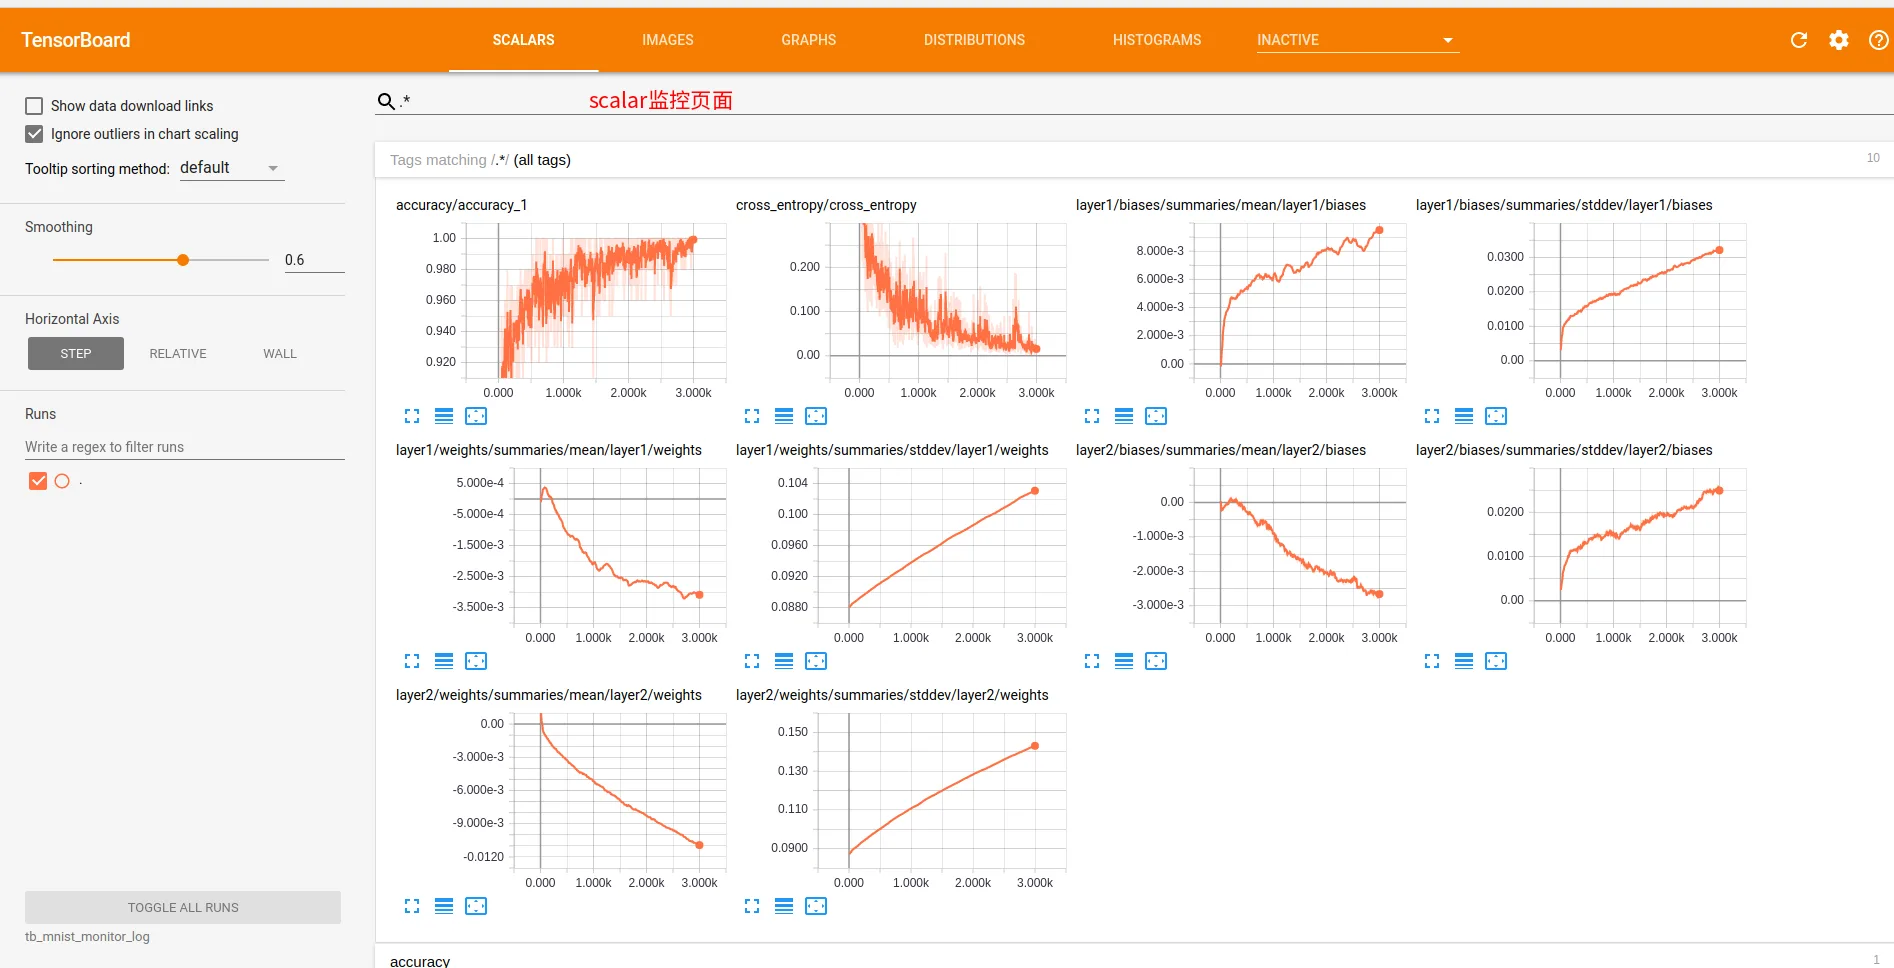 TensorBoard
SCALARS
IMAGES
GRAPHS
DISTRIBUTIONS
HISTOGRAMS
INACTIVE
Show data download links
Ignore outliers in chart scaling
Tooltip sorting method: default
Smoothing
0.6
Horizontal Axis
STEP
RELATIVE
WALL
Runs
Write a regex to filter runs
.
TOGGLE ALL RUNS
tb_mnist_monitor_log
.*
scalar监控页面
Tags matching /.*/ (all tags)
10
accuracy/accuracy_1
1.00
0.980
0.960
0.940
0.920
0.000 1.000k 2.000k 3.000k
cross_entropy/cross_entropy
0.200
0.100
0.00
0.000 1.000k 2.000k 3.000k
layer1/biases/summaries/mean/layer1/biases
8.000e-3
6.000e-3
4.000e-3
2.000e-3
0.00
0.000 1.000k 2.000k 3.000k
layer1/biases/summaries/stddev/layer1/biases
0.0300
0.0200
0.0100
0.00
0.000 1.000k 2.000k 3.000k
layer1/weights/summaries/mean/layer1/weights
5.000e-4
-5.000e-4
-1.500e-3
-2.500e-3
-3.500e-3
0.000 1.000k 2.000k 3.000k
layer1/weights/summaries/stddev/layer1/weights
0.104
0.100
0.0960
0.0920
0.0880
0.000 1.000k 2.000k 3.000k
layer2/biases/summaries/mean/layer2/biases
0.00
-1.000e-3
-2.000e-3
-3.000e-3
0.000 1.000k 2.000k 3.000k
layer2/biases/summaries/stddev/layer2/biases
0.0200
0.0100
0.00
0.000 1.000k 2.000k 3.000k
layer2/weights/summaries/mean/layer2/weights
0.00
-3.000e-3
-6.000e-3
-9.000e-3
-0.0120
0.000 1.000k 2.000k 3.000k
layer2/weights/summaries/stddev/layer2/weights
0.150
0.130
0.110
0.0900
0.000 1.000k 2.000k 3.000k
accuracy
1